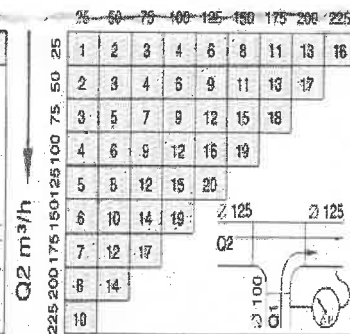 25 50 75 100 125 150 175 200 225
25 1 2 3 4 6 8 11 13 16
50 2 3 4 6 9 11 13 17
75 3 5 7 9 12 15 18
100 4 6 9 12 16 19
125 5 8 12 15 20
150 6 10 14 19
175 7 12 17
200 8 14
225 10
Q2 m³/h
Ø 125 Ø 125
Q2
Ø 100
Q1
ΔP